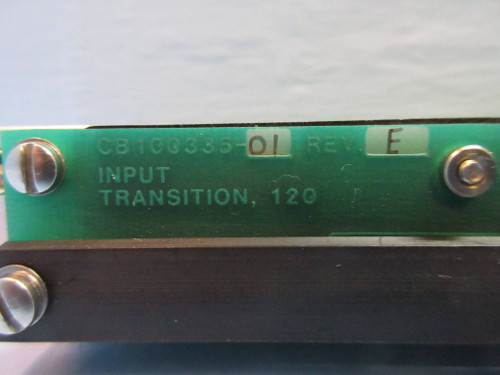 CB100335-01 REV. E
INPUT
TRANSITION, 120